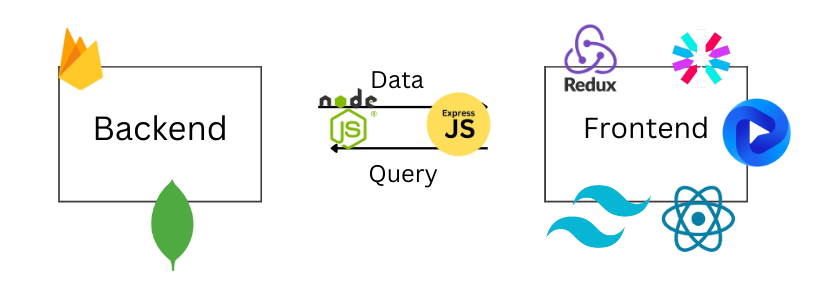 Data
node
JS
Express
JS
Redux
Backend
Frontend
Query